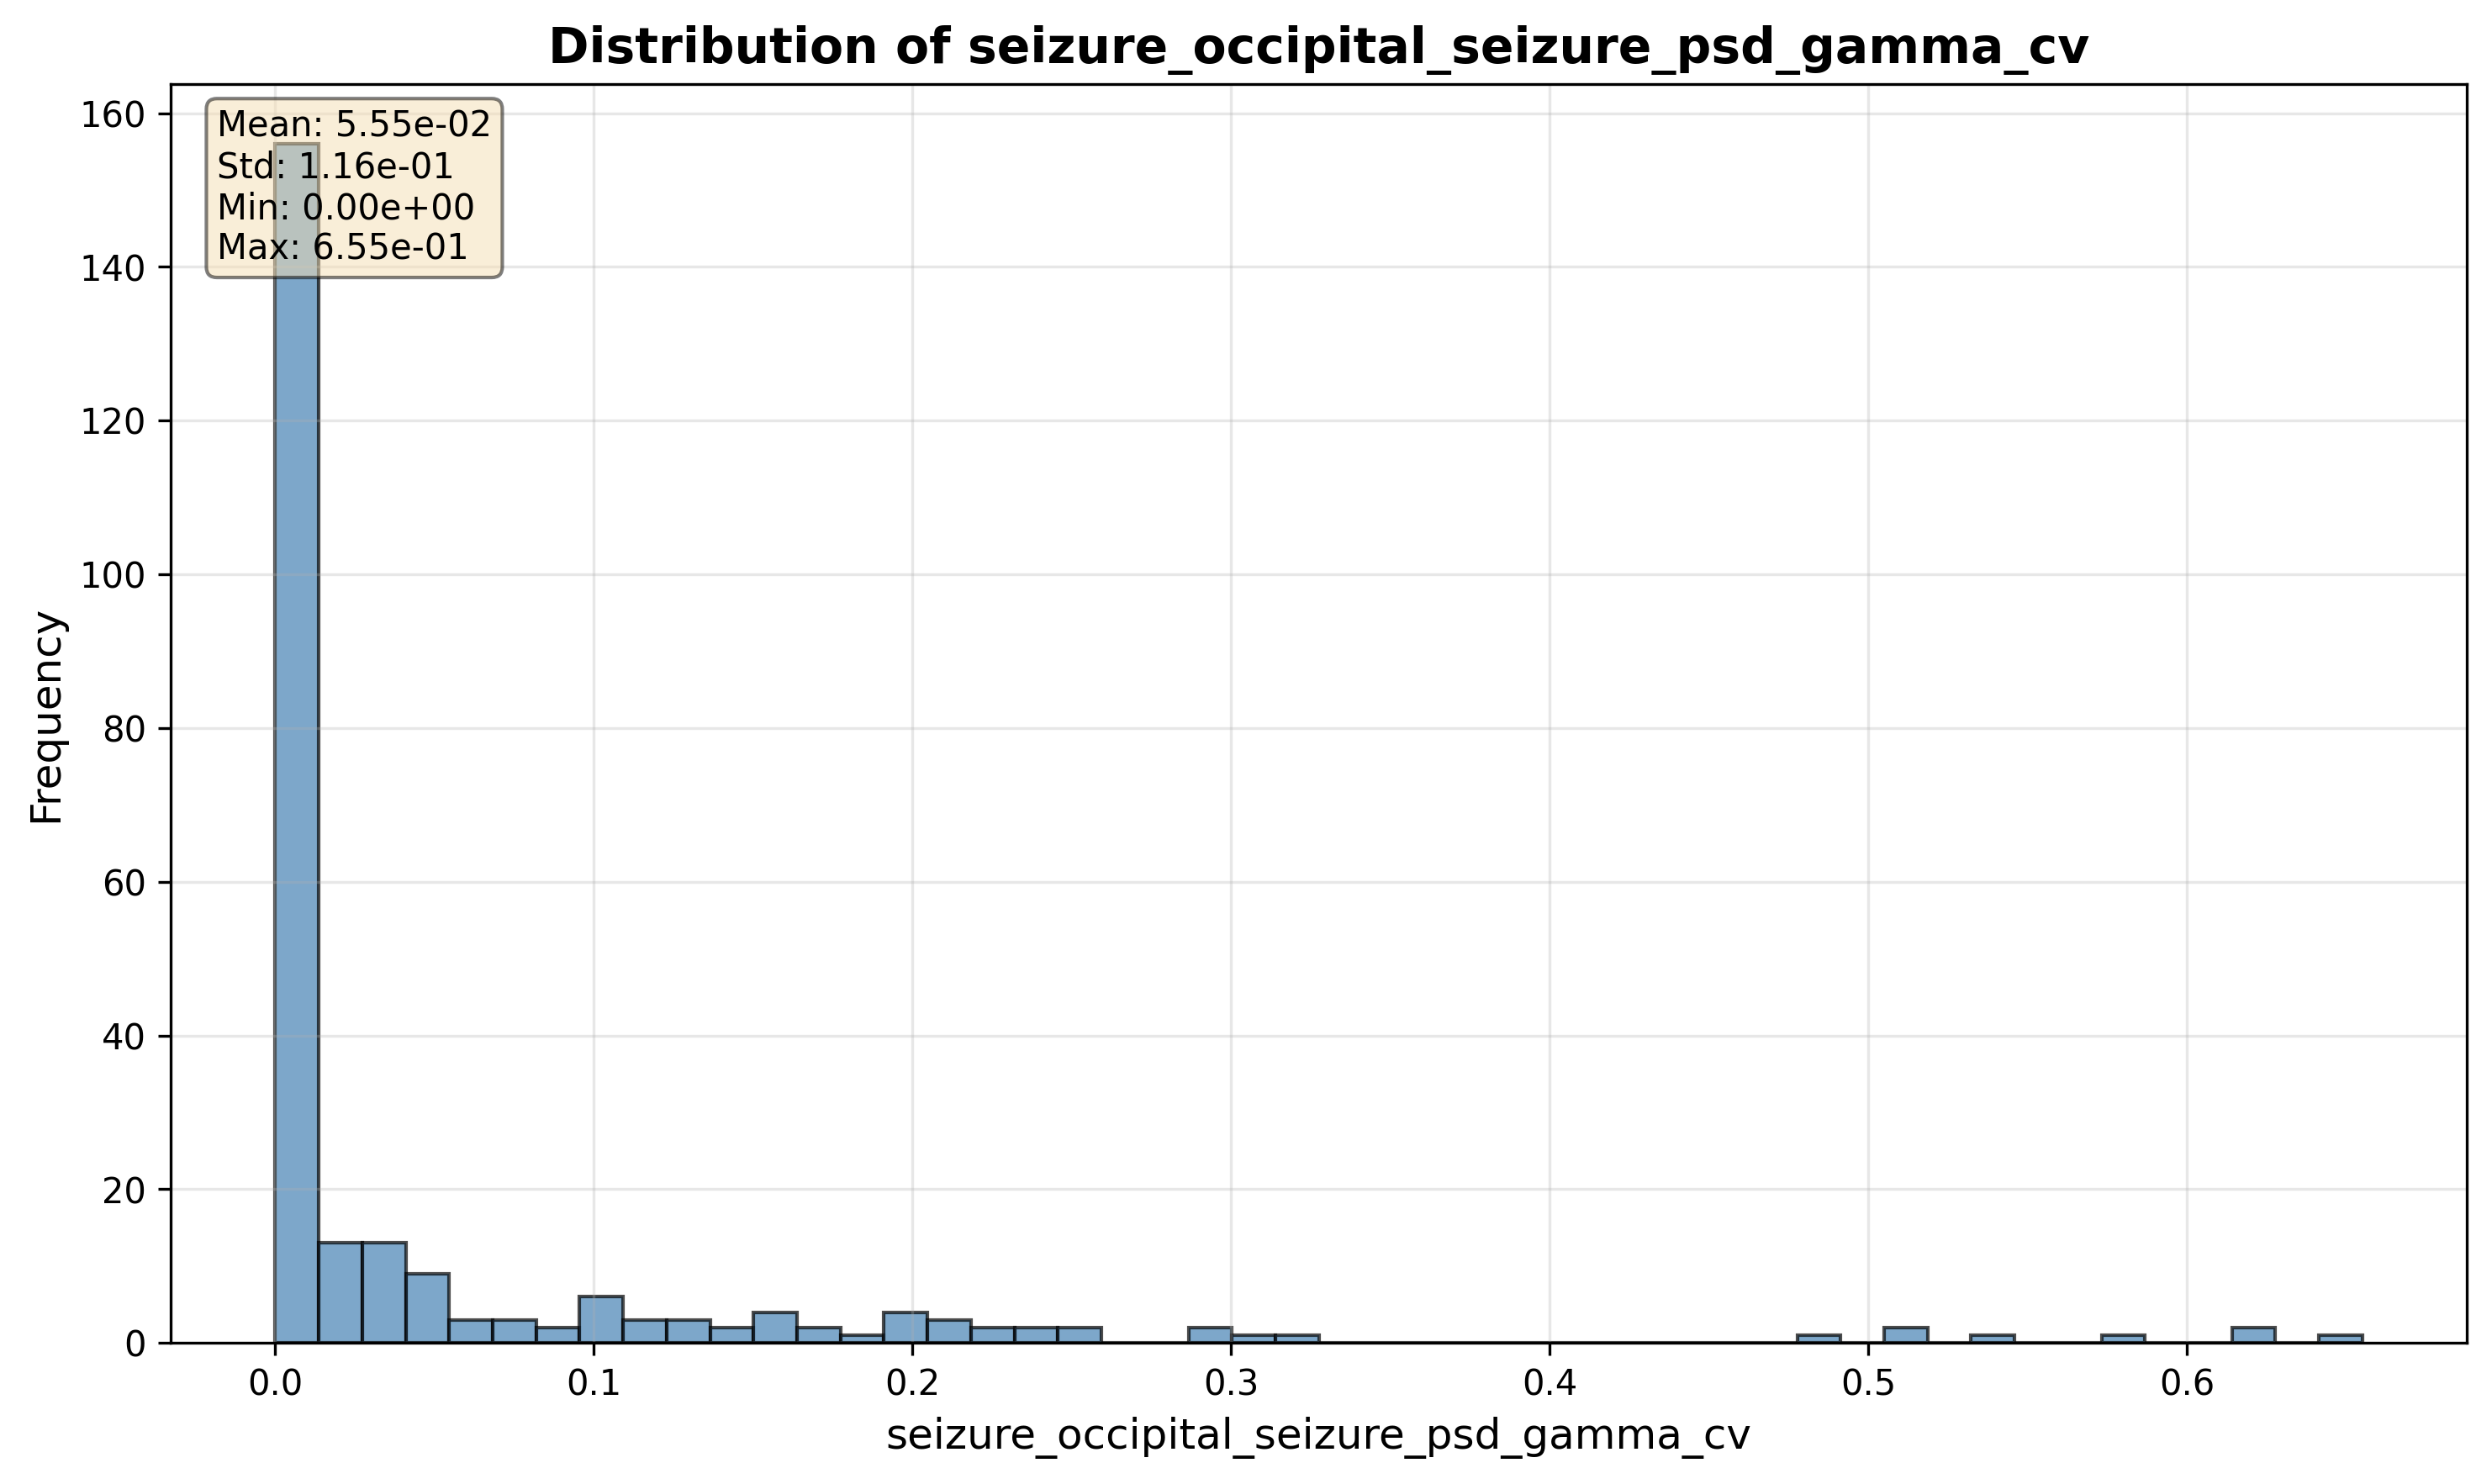 Distribution of seizure_occipital_seizure_psd_gamma_cv
Mean: 5.55e-02
Std: 1.16e-01
Min: 0.00e+00
Max: 6.55e-01
Frequency
160
140
120
100
80
60
40
20
0
0.0 0.1 0.2 0.3 0.4 0.5 0.6
seizure_occipital_seizure_psd_gamma_cv